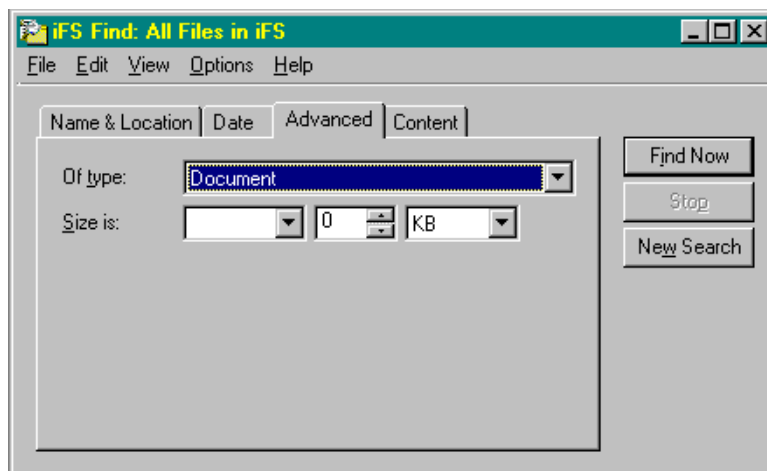 iFS Find: All Files in iFS
File Edit View Options Help
Name & Location Date Advanced Content
Of type: Document
Size is: 0 KB
Find Now
Stop
New Search